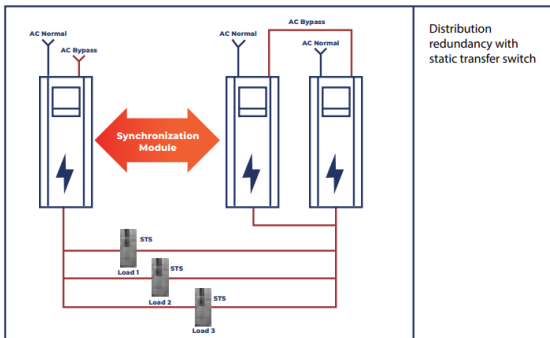 AC Normal
AC Bypass
AC Normal
AC Bypass
AC Normal
Distribution
redundancy with
static transfer switch
Synchronization
Module
STS
Load 1
STS
Load 2
STS
Load 3